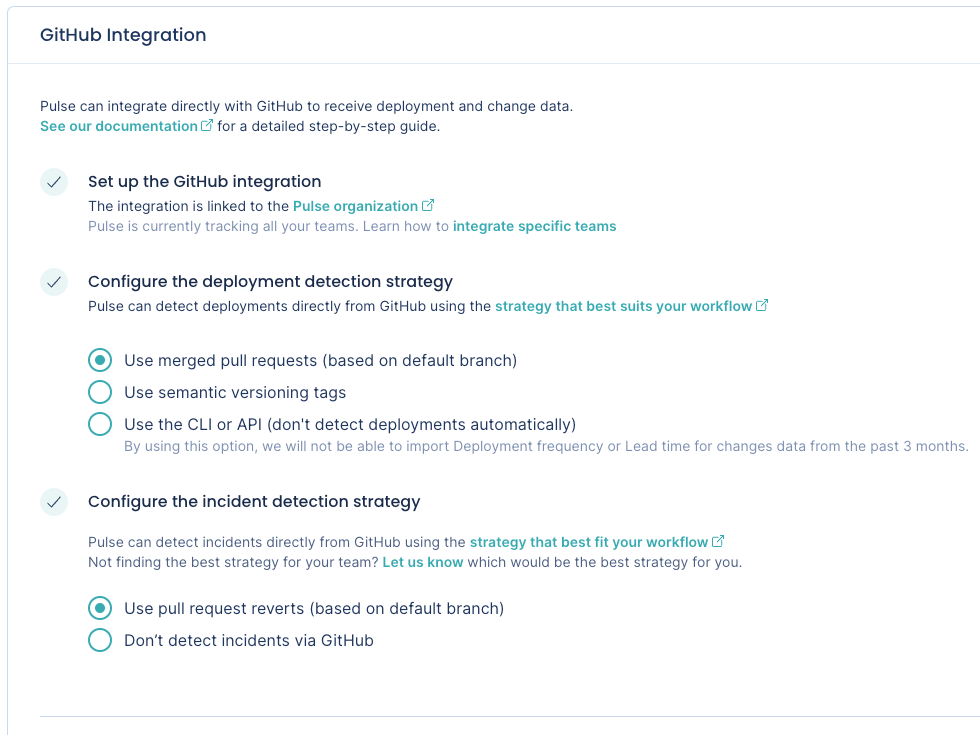 GitHub Integration
Pulse can integrate directly with GitHub to receive deployment and change data.
See our documentation for a detailed step-by-step guide.
Set up the GitHub integration
The integration is linked to the Pulse organization
Pulse is currently tracking all your teams. Learn how to integrate specific teams
Configure the deployment detection strategy
Pulse can detect deployments directly from GitHub using the strategy that best suits your workflow
Use merged pull requests (based on default branch)
Use semantic versioning tags
Use the CLI or API (don't detect deployments automatically)
By using this option, we will not be able to import Deployment frequency or Lead time for changes data from the past 3 months.
Configure the incident detection strategy
Pulse can detect incidents directly from GitHub using the strategy that best fit your workflow
Not finding the best strategy for your team? Let us know which would be the best strategy for you.
Use pull request reverts (based on default branch)
Don’t detect incidents via GitHub